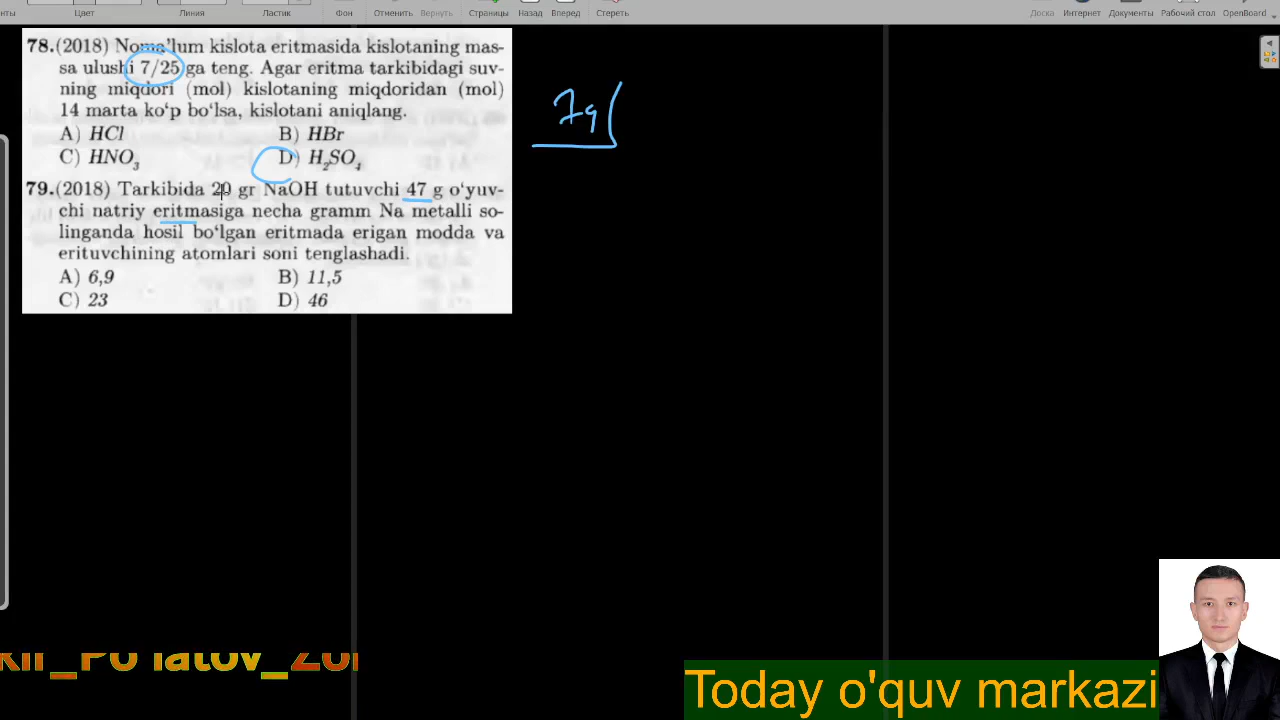 нты
Цвет
Линия
Ластик
Фон
Отменить
Вернуть
Страницы
Назад
Вперед
Стереть
Доска
Интернет
Документы
Рабочий стол
OpenBoard
78.(2018) Noma'lum kislota eritmasida kislotaning mas-
sa ulushi 7/25 ga teng. Agar eritma tarkibidagi suv-
ning miqdori (mol) kislotaning miqdoridan (mol)
14 marta ko'p bo'lsa, kislotani aniqlang.
A) HCl B) HBr
C) HNO₃ D) H₂SO₄
79.(2018) Tarkibida 20 gr NaOH tutuvchi 47 g o'yuv-
chi natriy eritmasiga necha gramm Na metalli so-
linganda hosil bo'lgan eritmada erigan modda va
erituvchining atomlari soni tenglashadi.
A) 6,9 B) 11,5
C) 23 D) 46
79(
Today o'quv markazi